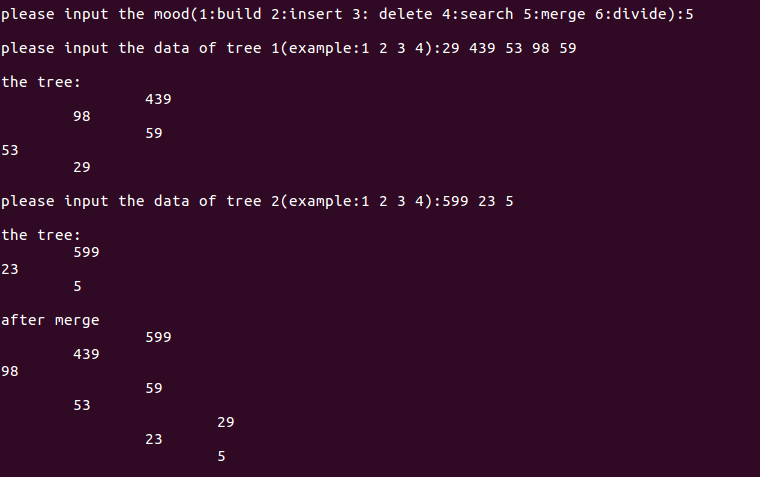 please input the mood(1:build 2:insert 3: delete 4:search 5:merge 6:divide):5
please input the data of tree 1(example:1 2 3 4):29 439 53 98 59
the tree:
439
98
59
53
29
please input the data of tree 2(example:1 2 3 4):599 23 5
the tree:
599
23
5
after merge
599
439
98
59
53
29
23
5